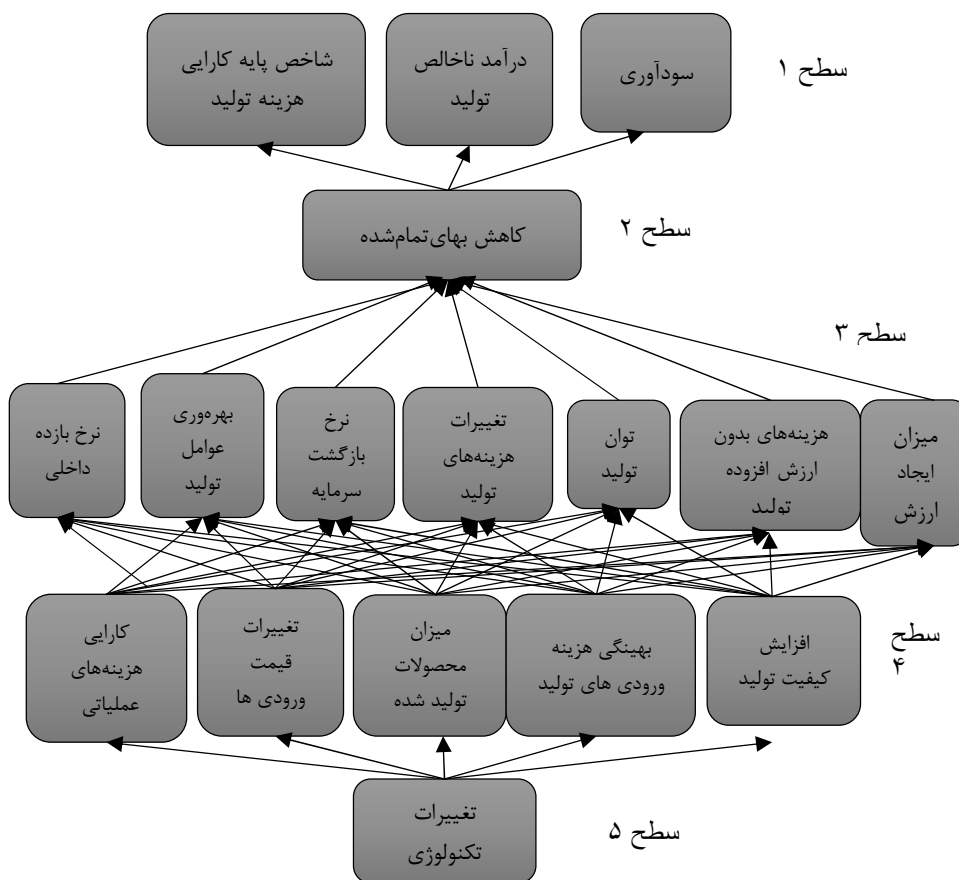 سطح ۱
سودآوری
درآمد ناخالص
تولید
شاخص پایه کارایی
هزینه تولید
سطح ۲
کاهش بهای‌تمام‌شده
سطح ۳
میزان
ایجاد
ارزش
هزینه‌های بدون
ارزش افزوده
تولید
توان
تولید
تغییرات
هزینه‌های
تولید
نرخ
بازگشت
سرمایه
بهره‌وری
عوامل
تولید
نرخ بازده
داخلی
سطح
۴
افزایش
کیفیت تولید
بهینگی هزینه
ورودی های تولید
میزان
محصولات
تولید شده
تغییرات
قیمت
ورودی ها
کارایی
هزینه‌های
عملیاتی
سطح ۵
تغییرات
تکنولوژی